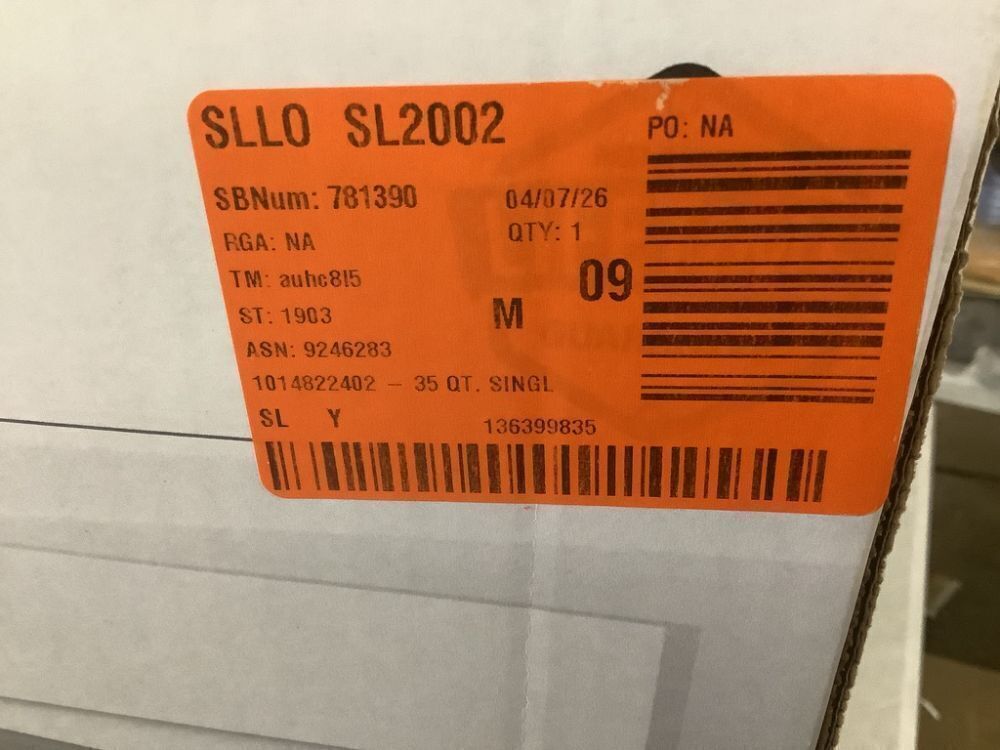 SLLO SL2002
PO: NA
SBNum: 781390 04/07/26
RGA: NA QTY: 1
TM: auhc8l5 09
ST: 1903 M
ASN: 9246283
1014822402 - 35 QT. SINGL
SL Y 136399835